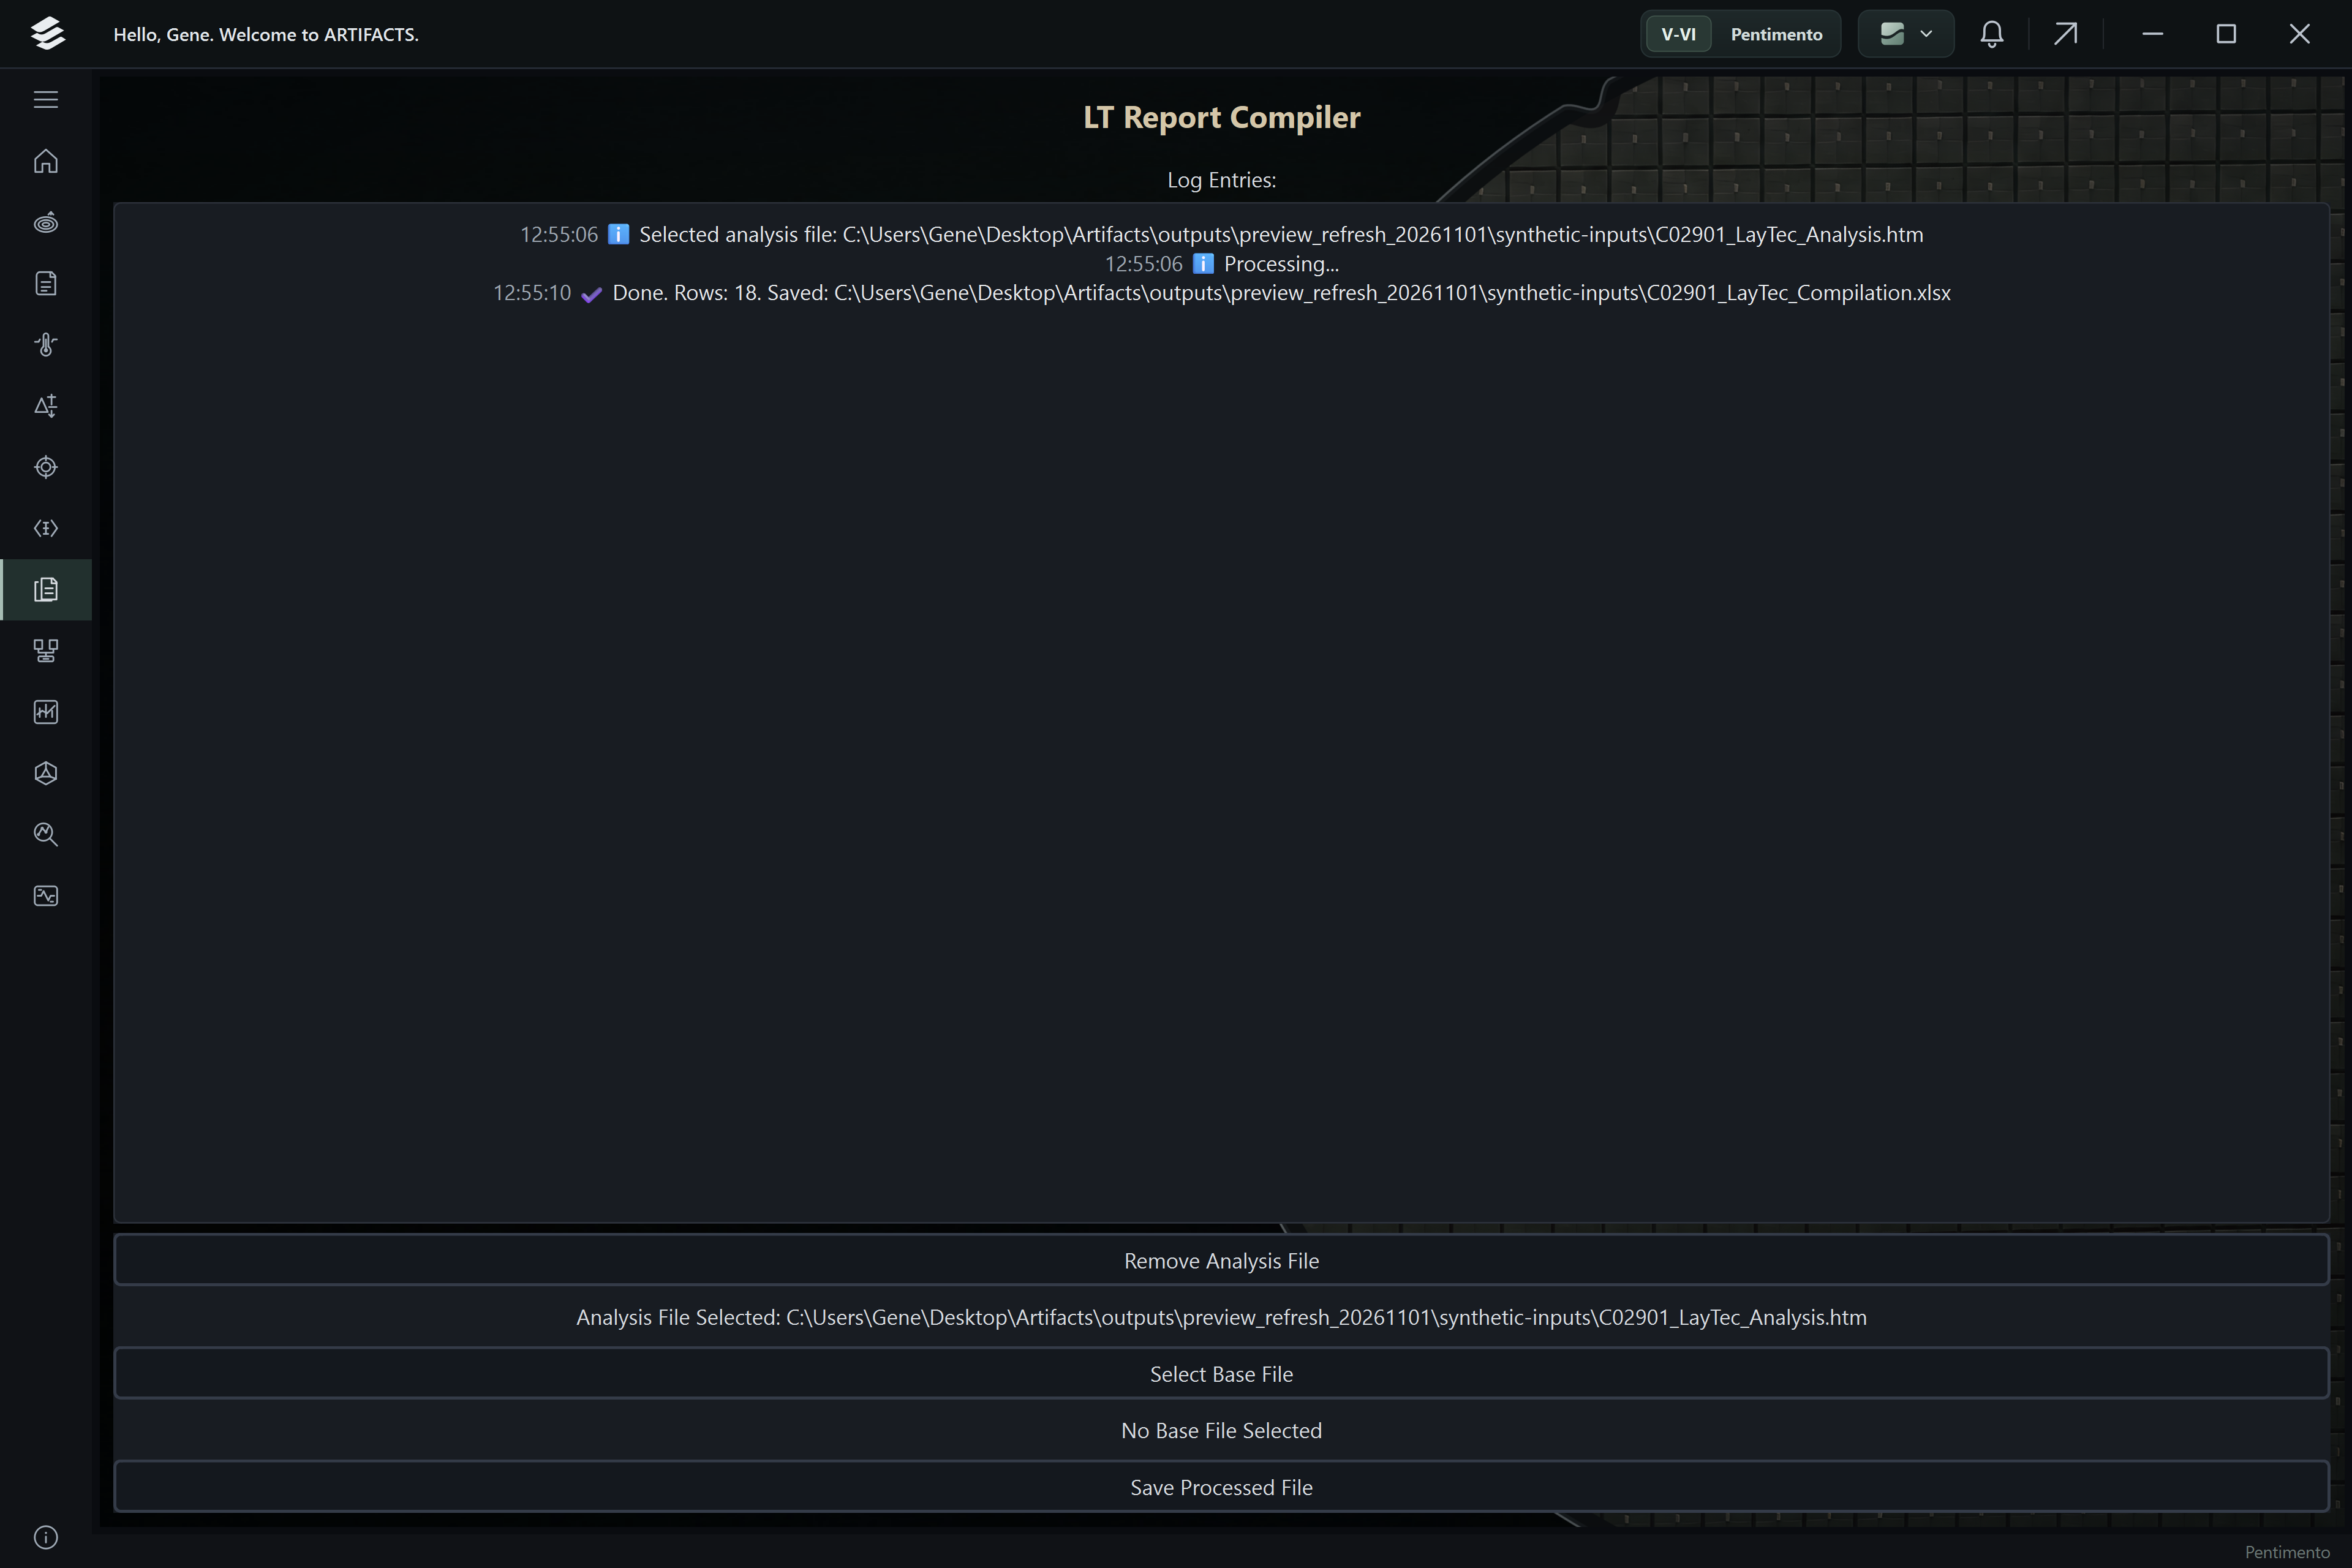 Hello, Gene. Welcome to ARTIFACTS.
V-VI Pentimento
LT Report Compiler
Log Entries:
12:55:06 ℹ️ Selected analysis file: C:\Users\Gene\Desktop\Artifacts\outputs\preview_refresh_20261101\synthetic-inputs\C02901_LayTec_Analysis.htm
12:55:06 ℹ️ Processing...
12:55:10 ✔ Done. Rows: 18. Saved: C:\Users\Gene\Desktop\Artifacts\outputs\preview_refresh_20261101\synthetic-inputs\C02901_LayTec_Compilation.xlsx
Remove Analysis File
Analysis File Selected: C:\Users\Gene\Desktop\Artifacts\outputs\preview_refresh_20261101\synthetic-inputs\C02901_LayTec_Analysis.htm
Select Base File
No Base File Selected
Save Processed File
Pentimento